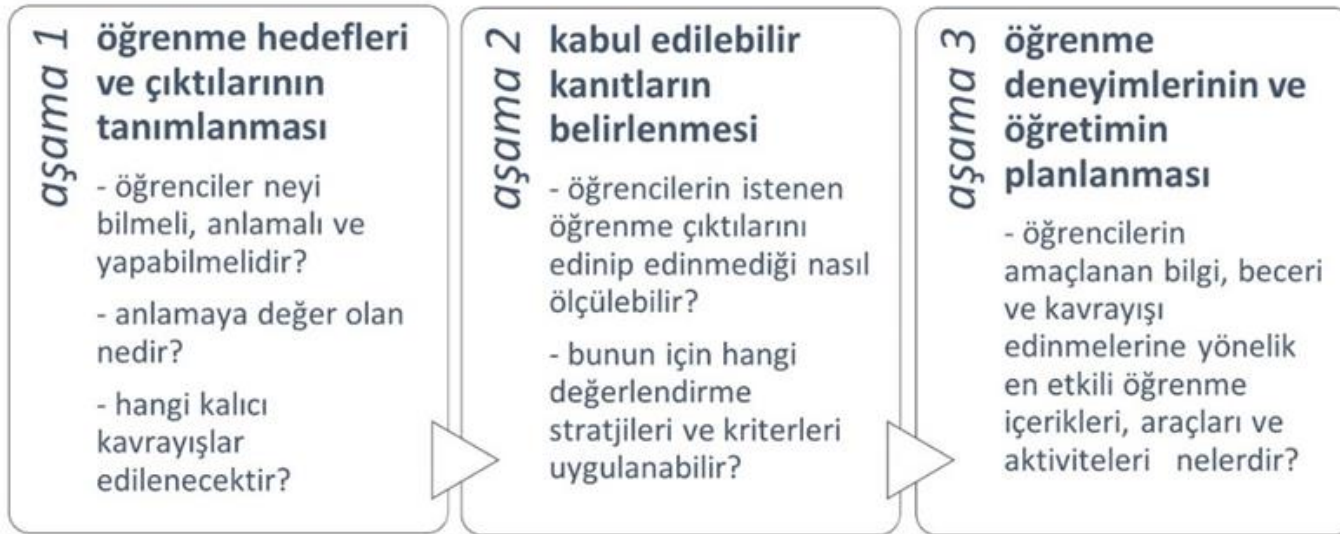 aşama 1
öğrenme hedefleri
ve çıktılarının
tanımlanması
- öğrenciler neyi
bilmeli, anlamalı ve
yapabilmelidir?
- anlamaya değer olan
nedir?
- hangi kalıcı
kavrayışlar
edilenecektir?
aşama 2
kabul edilebilir
kanıtların
belirlenmesi
- öğrencilerin istenen
öğrenme çıktılarını
edinip edinmediği nasıl
ölçülebilir?
- bunun için hangi
değerlendirme
stratjileri ve kriterleri
uygulanabilir?
aşama 3
öğrenme
deneyimlerinin ve
öğretimin
planlanması
- öğrencilerin
amaçlanan bilgi, beceri
ve kavrayışı
edinmelerine yönelik
en etkili öğrenme
içerikleri, araçları ve
aktiviteleri nelerdir?